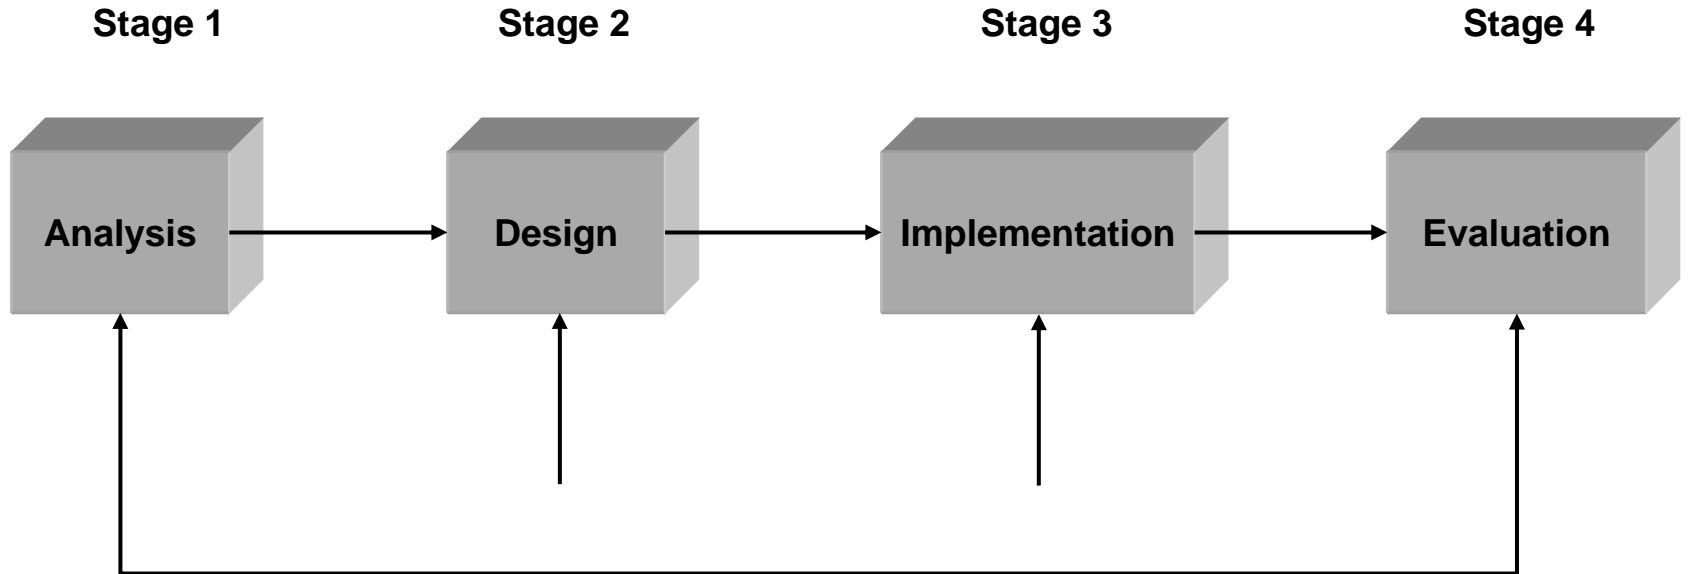 Stage 1
Stage 2
Stage 3
Stage 4
Analysis
Design
Implementation
Evaluation